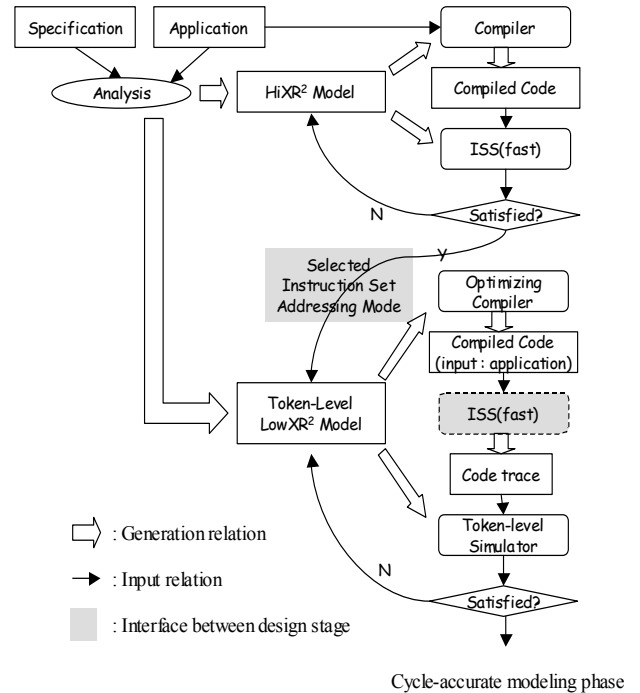 Specification
Application
Compiler
Analysis
HiXR² Model
Compiled Code
ISS(fast)
N
Satisfied?
y
Selected
Instruction Set
Addressing Mode
Optimizing
Compiler
Compiled Code
(input : application)
Token-Level
LowXR² Model
ISS(fast)
Code trace
Token-level
Simulator
N
Satisfied?
: Generation relation
: Input relation
: Interface between design stage
Cycle-accurate modeling phase